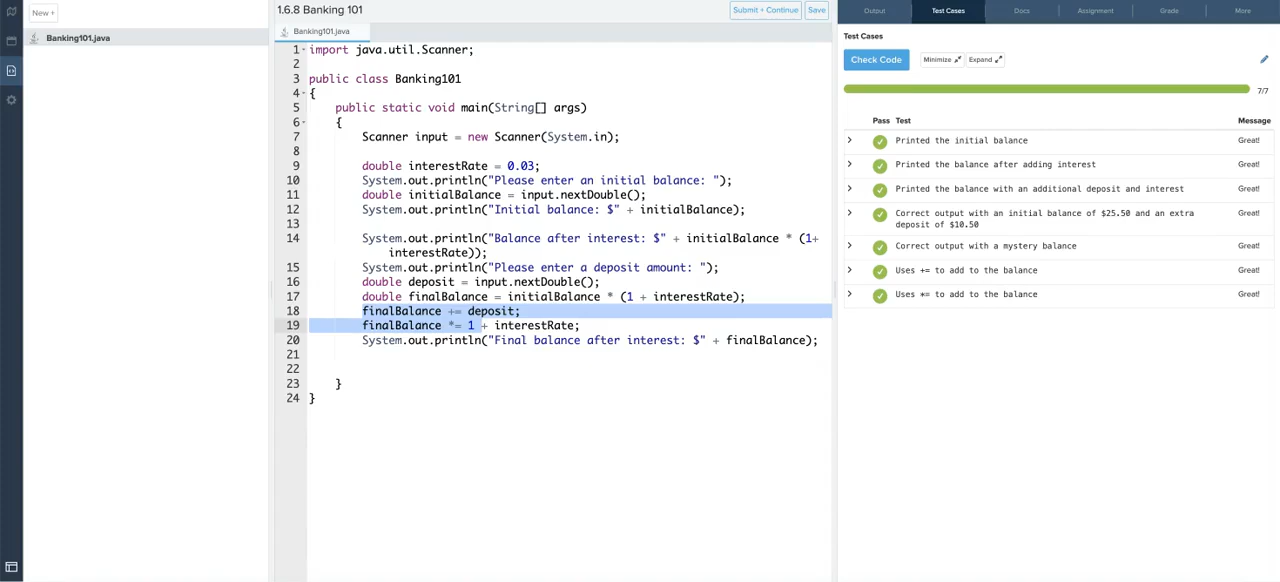 New +
Banking101.java
1.6.8 Banking 101
Submit + Continue
Save
Banking101.java
1 import java.util.Scanner;
2
3 public class Banking101
4 {
5 public static void main(String[] args)
6 {
7 Scanner input = new Scanner(System.in);
8
9 double interestRate = 0.03;
10 System.out.println("Please enter an initial balance: ");
11 double initialBalance = input.nextDouble();
12 System.out.println("Initial balance: $" + initialBalance);
13
14 System.out.println("Balance after interest: $" + initialBalance * (1+
interestRate));
15 System.out.println("Please enter a deposit amount: ");
16 double deposit = input.nextDouble();
17 double finalBalance = initialBalance * (1 + interestRate);
18 finalBalance += deposit;
19 finalBalance *= 1 + interestRate;
20 System.out.println("Final balance after interest: $" + finalBalance);
21
22
23 }
24 }
Output Test Cases Docs Assignment Grade More
Test Cases
Check Code Minimize Expand
7/7
Pass Test Message
Printed the initial balance Great!
Printed the balance after adding interest Great!
Printed the balance with an additional deposit and interest Great!
Correct output with an initial balance of $25.50 and an extra Great!
deposit of $10.50
Correct output with a mystery balance Great!
Uses += to add to the balance Great!
Uses *= to add to the balance Great!